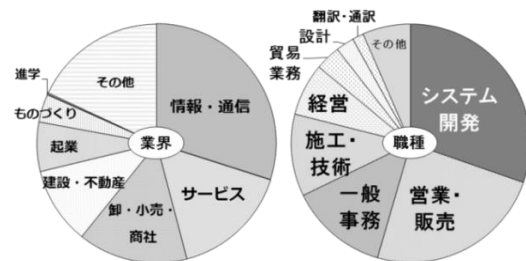 その他
進学
情報・通信
ものづくり
起業
業界
建設・不動産
サービス
卸・小売・
商社
翻訳・通訳
設計
その他
貿易
業務
システム
開発
経営
職種
施工・
技術
一般
事務
営業・
販売